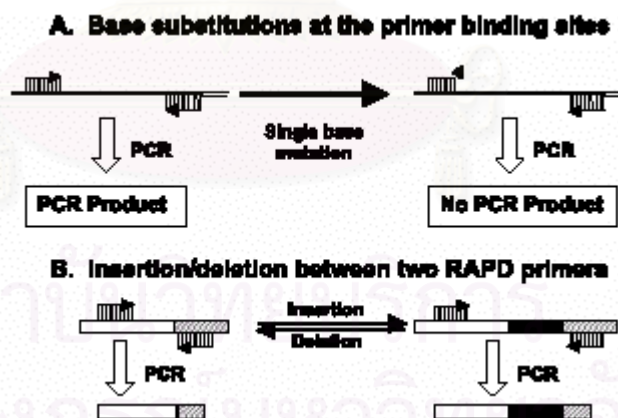 A. Base substitutions at the primer binding sites
Single base
mutation
PCR
PCR
PCR Product
No PCR Product
B. Insertion/deletion between two RAPD primers
Insertion
Deletion
PCR
PCR